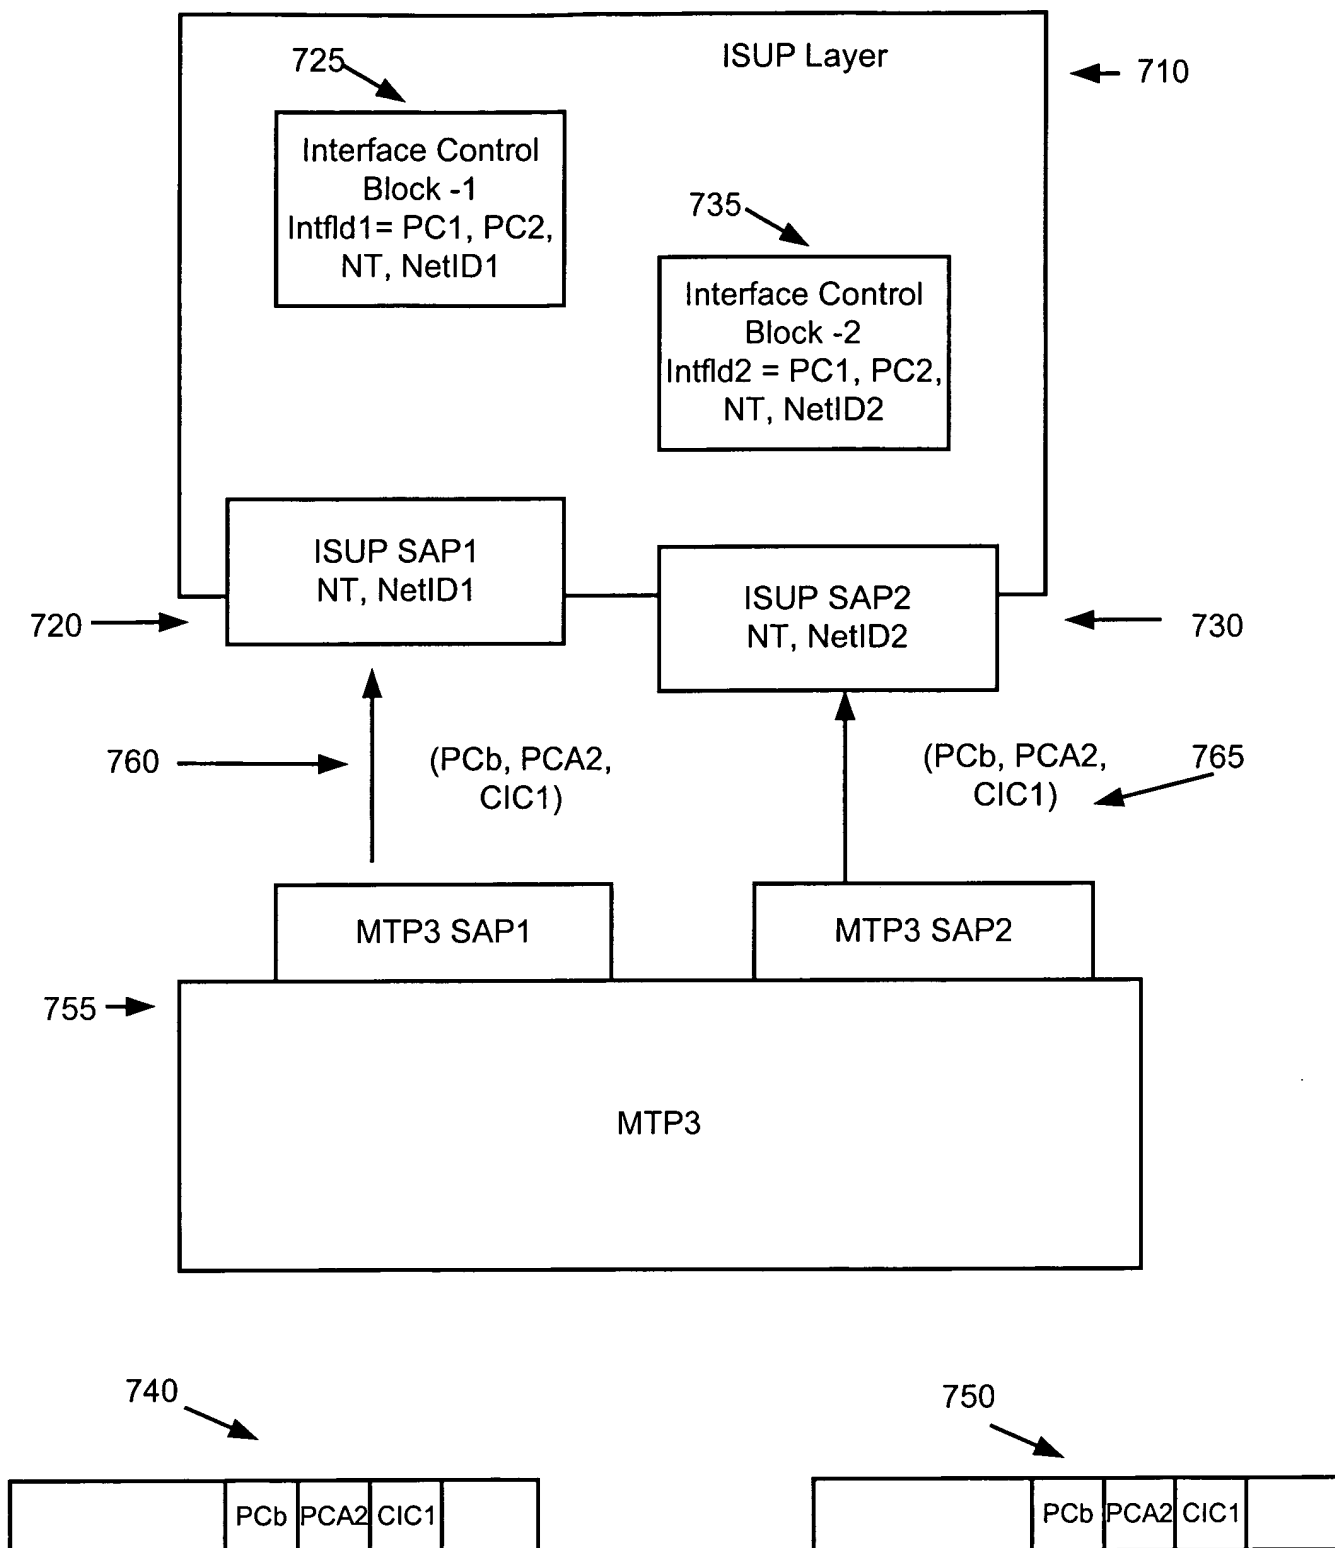 ISUP Layer
725
710
Interface Control
Block -1
IntfId1= PC1, PC2,
NT, NetID1
735
Interface Control
Block -2
IntfId2 = PC1, PC2,
NT, NetID2
ISUP SAP1
NT, NetID1
ISUP SAP2
NT, NetID2
720
730
760
(PCb, PCA2,
CIC1)
(PCb, PCA2,
CIC1)
765
MTP3 SAP1
MTP3 SAP2
755
MTP3
740
750
PCb PCA2 CIC1
PCb PCA2 CIC1